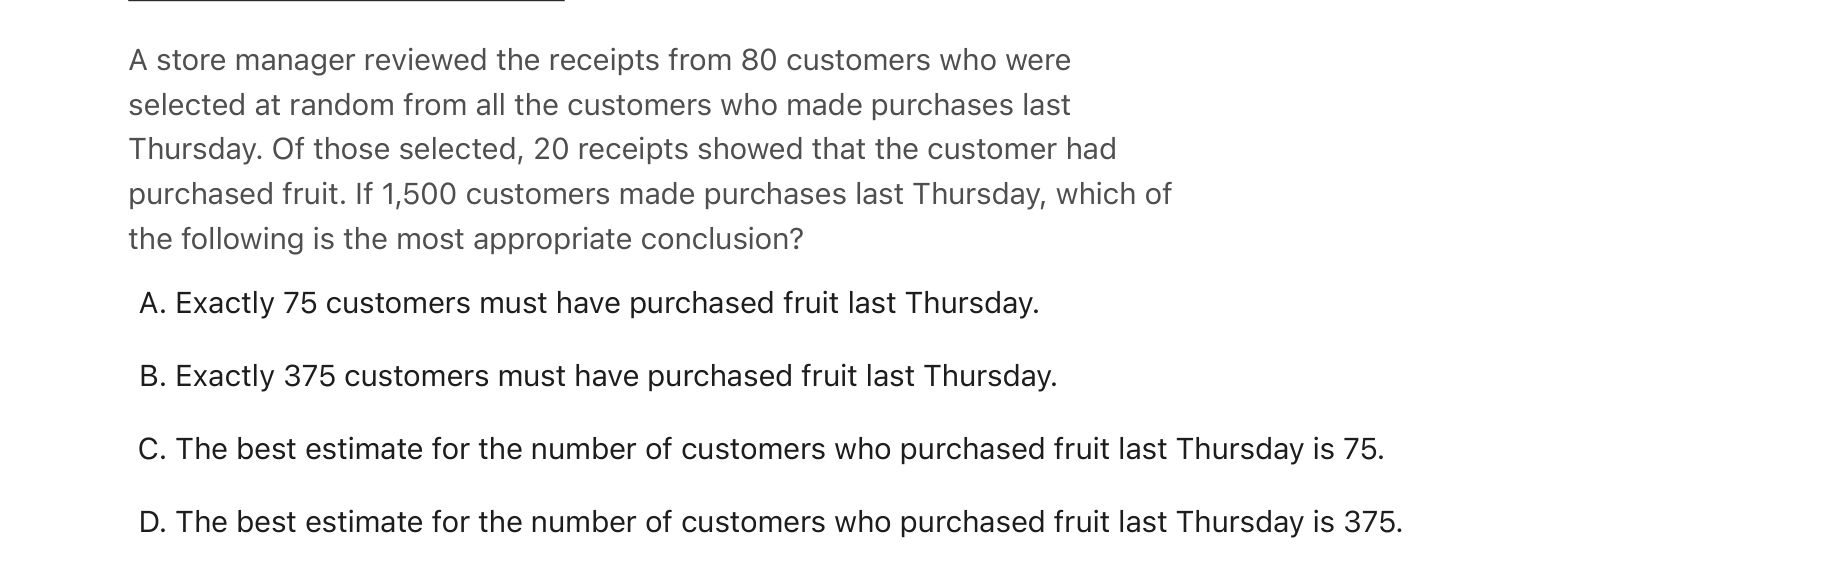 A store manager reviewed the receipts from 80 customers who were
selected at random from all the customers who made purchases last
Thursday. Of those selected, 20 receipts showed that the customer had
purchased fruit. If 1,500 customers made purchases last Thursday, which of
the following is the most appropriate conclusion?
A. Exactly 75 customers must have purchased fruit last Thursday.
B. Exactly 375 customers must have purchased fruit last Thursday.
C. The best estimate for the number of customers who purchased fruit last Thursday is 75.
D. The best estimate for the number of customers who purchased fruit last Thursday is 375.